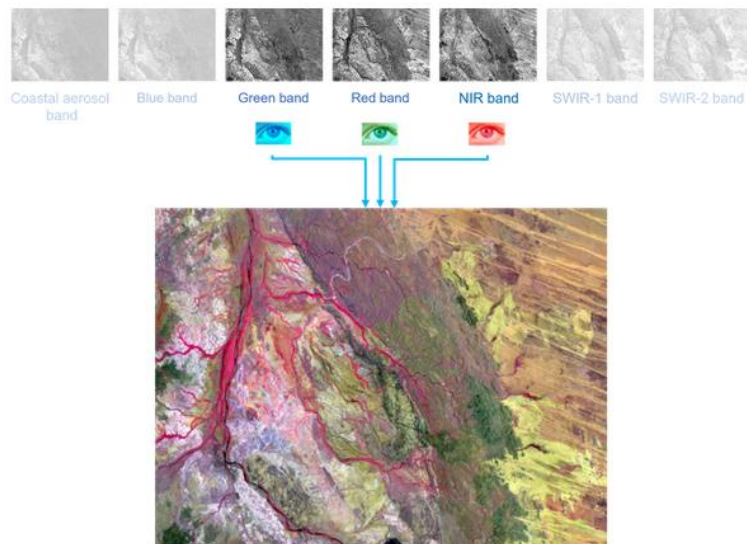 Coastal aerosol
band
Blue band
Green band
Red band
NIR band
SWIR-1 band
SWIR-2 band